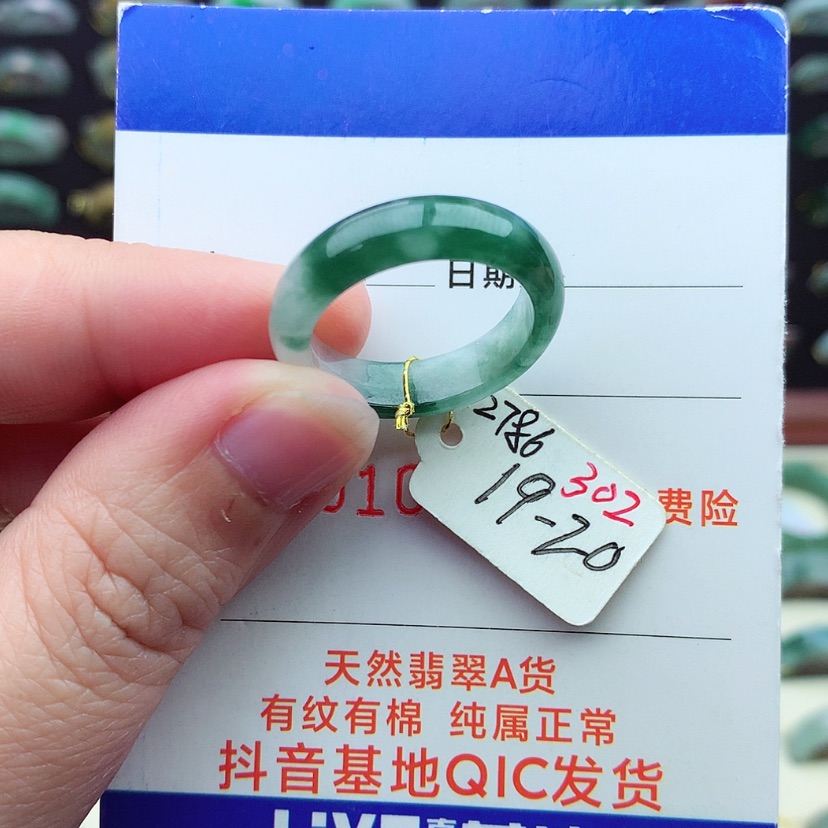 日期
2786
302
19-20
010
费险
天然翡翠A货
有纹有棉 纯属正常
抖音基地QIC发货